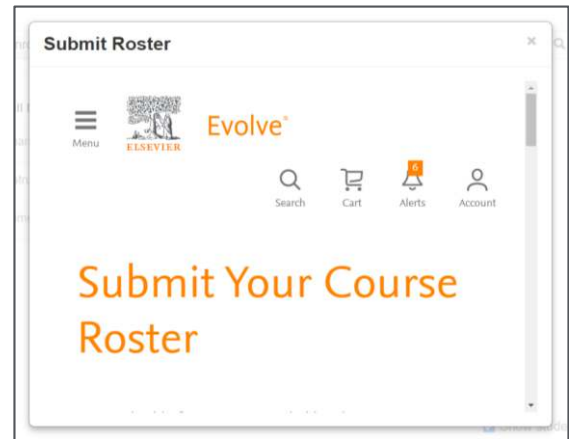 Submit Roster ×
Menu
ELSEVIER
Evolve®
6
Search Cart Alerts Account
Submit Your Course
Roster